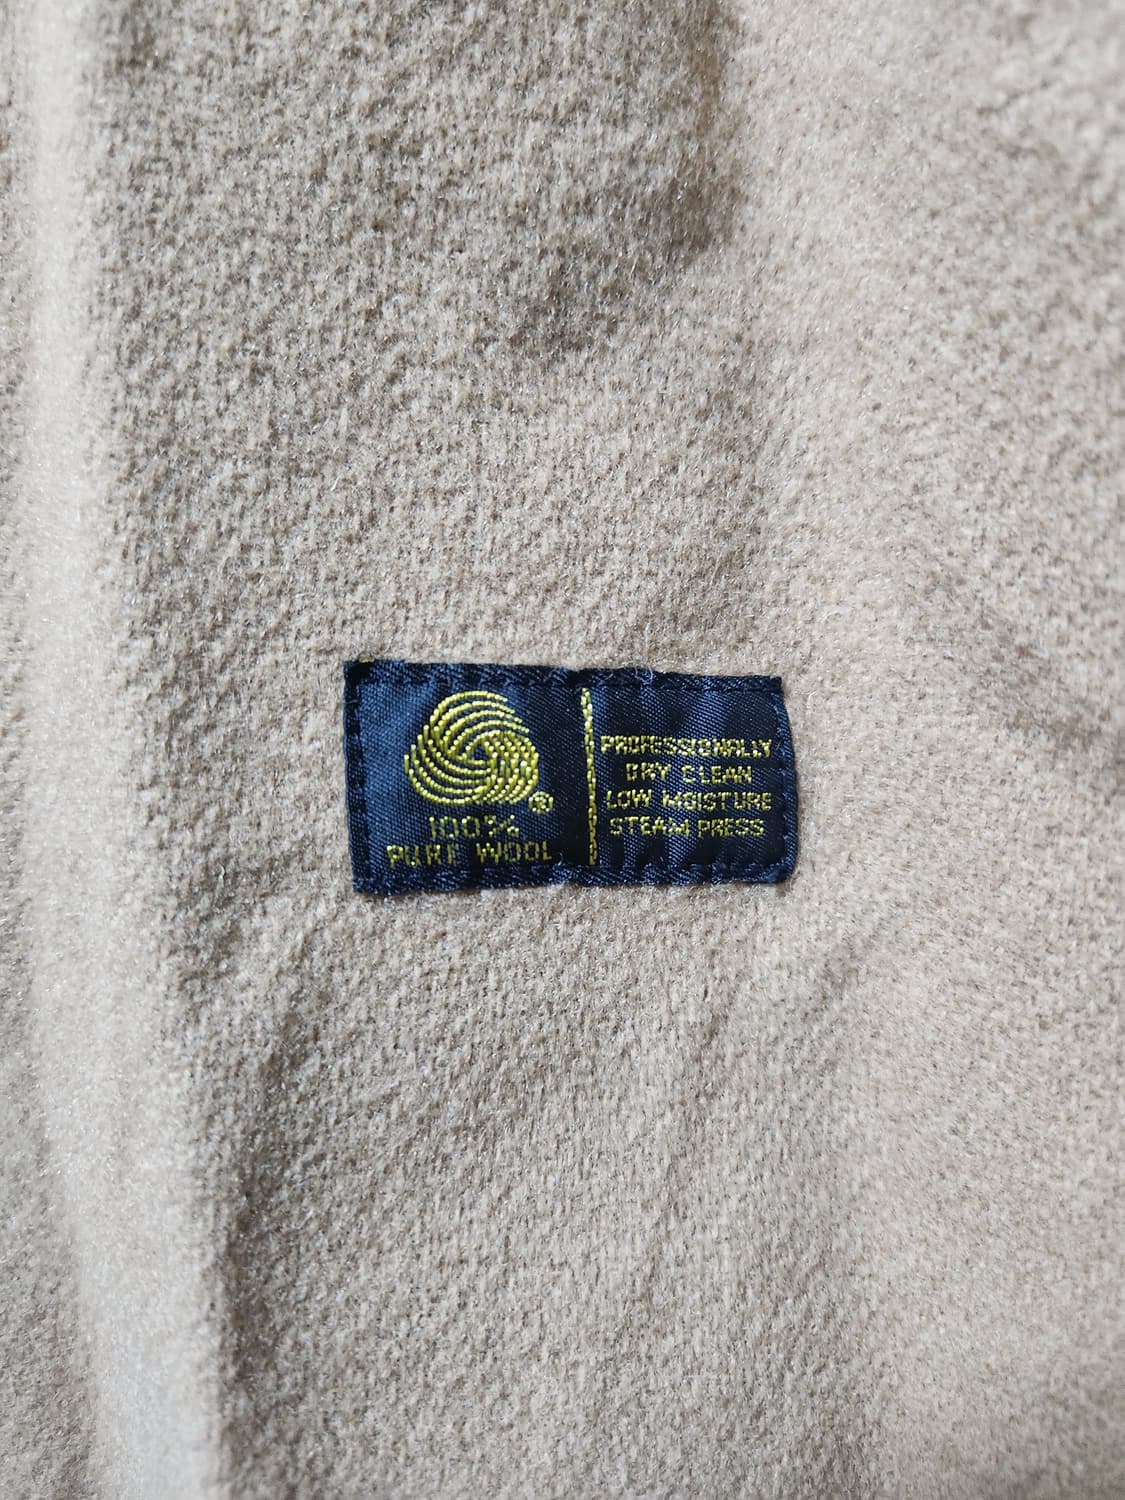 ®
100%
PURE WOOL
PROFESSIONALLY
DRY CLEAN
LOW MOISTURE
STEAM PRESS